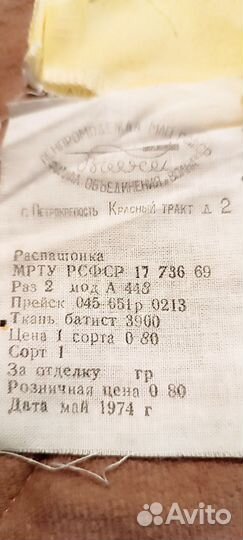 ОБЪЕДИНЕНИЯ
г. Петрокрепость Красный тракт д. 2
Распашонка
МРТУ РСФСР 17 736 69
Раз 2 мод А 448
Прейск 045 651р 0213
Ткань батист 3900
Цена 1 сорта 0 80
Сорт 1
За отделку гр
Розничная цена 0 80
Дата май 1974 г
Avito